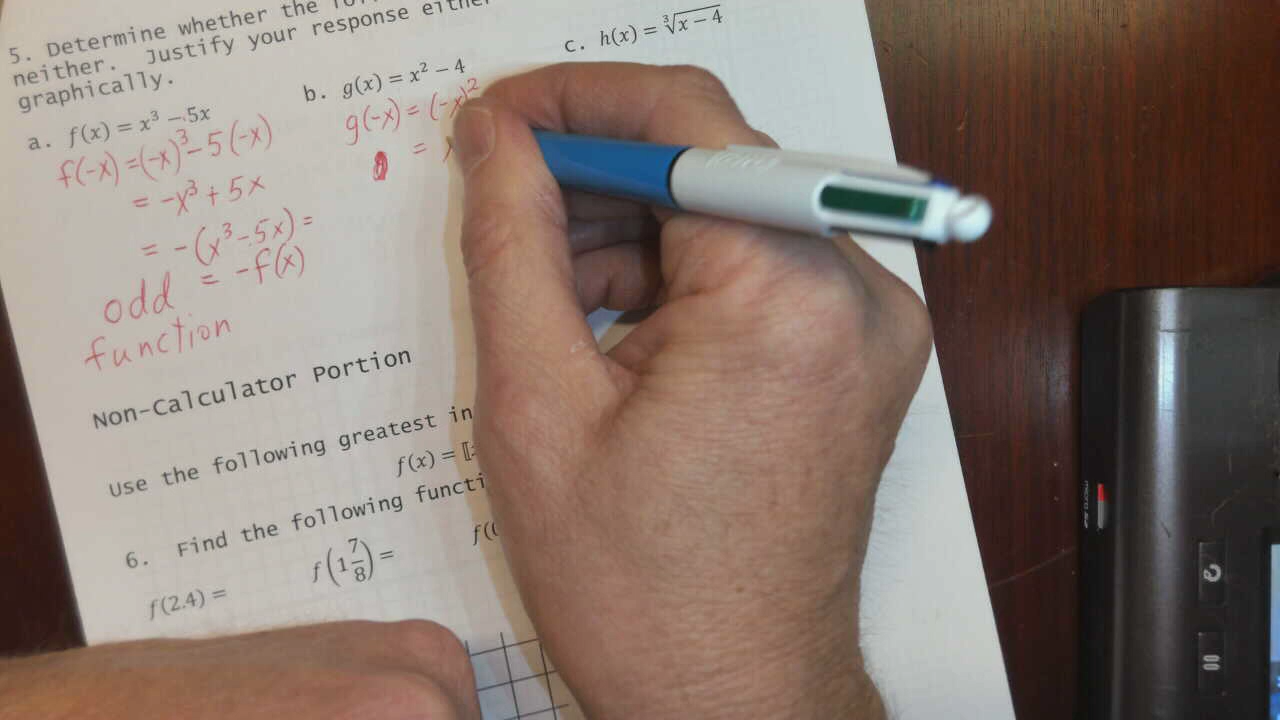 5. Determine whether the
neither. Justify your response either
graphically.
a. f(x) = x³ − 5x
f(-x) = (-x)³ - 5(-x)
= -x³ + 5x
= -(x³-5x) =
= -f(x)
odd
function
b. g(x) = x² − 4
g(-x) = (-x)²
=
c. h(x) = ∛(x − 4)
Non-Calculator Portion
Use the following greatest
f(x) = ⟦
6. Find the following
f(2.4) =
f(1 7/8) =
f(